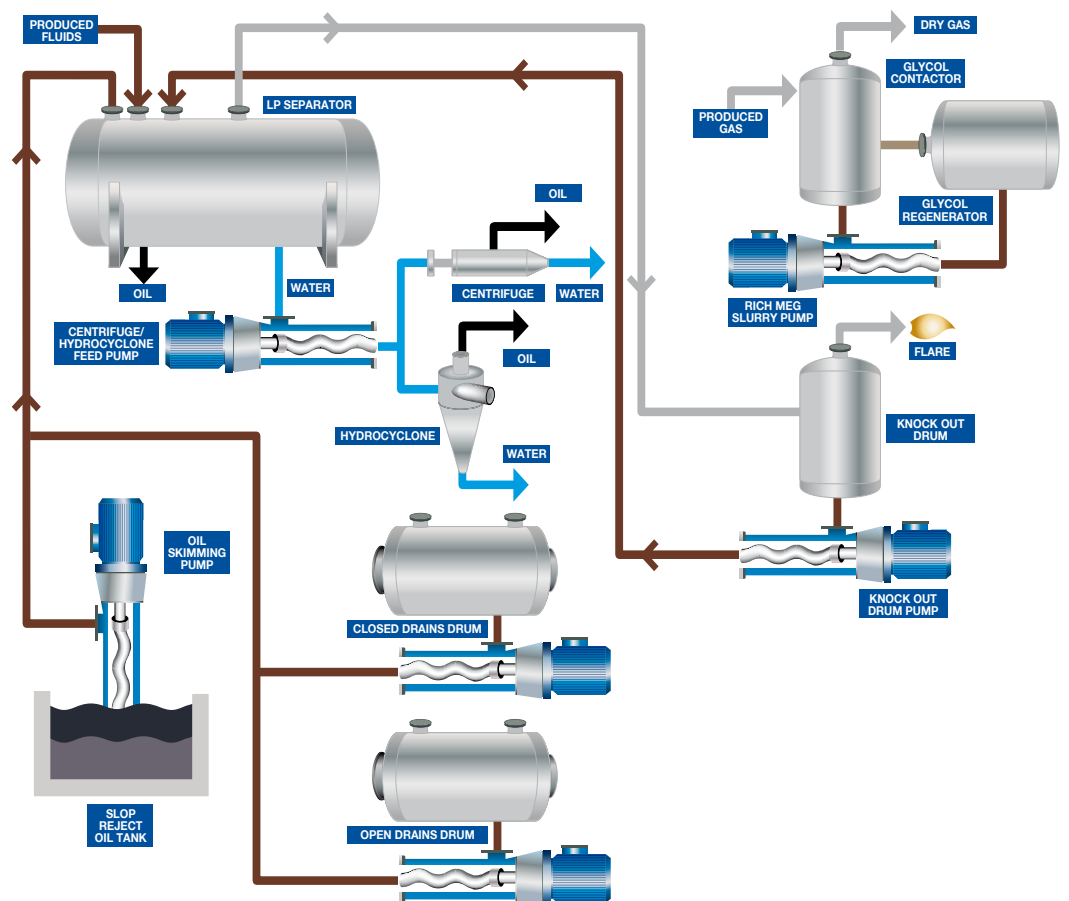 PRODUCED
FLUIDS
DRY GAS
GLYCOL
CONTACTOR
LP SEPARATOR
PRODUCED
GAS
OIL
GLYCOL
REGENERATOR
OIL
WATER
CENTRIFUGE
WATER
RICH MEG
SLURRY PUMP
CENTRIFUGE/
HYDROCYCLONE
FEED PUMP
OIL
FLARE
HYDROCYCLONE
KNOCK OUT
DRUM
WATER
OIL
SKIMMING
PUMP
KNOCK OUT
DRUM PUMP
CLOSED DRAINS DRUM
SLOP
REJECT
OIL TANK
OPEN DRAINS DRUM